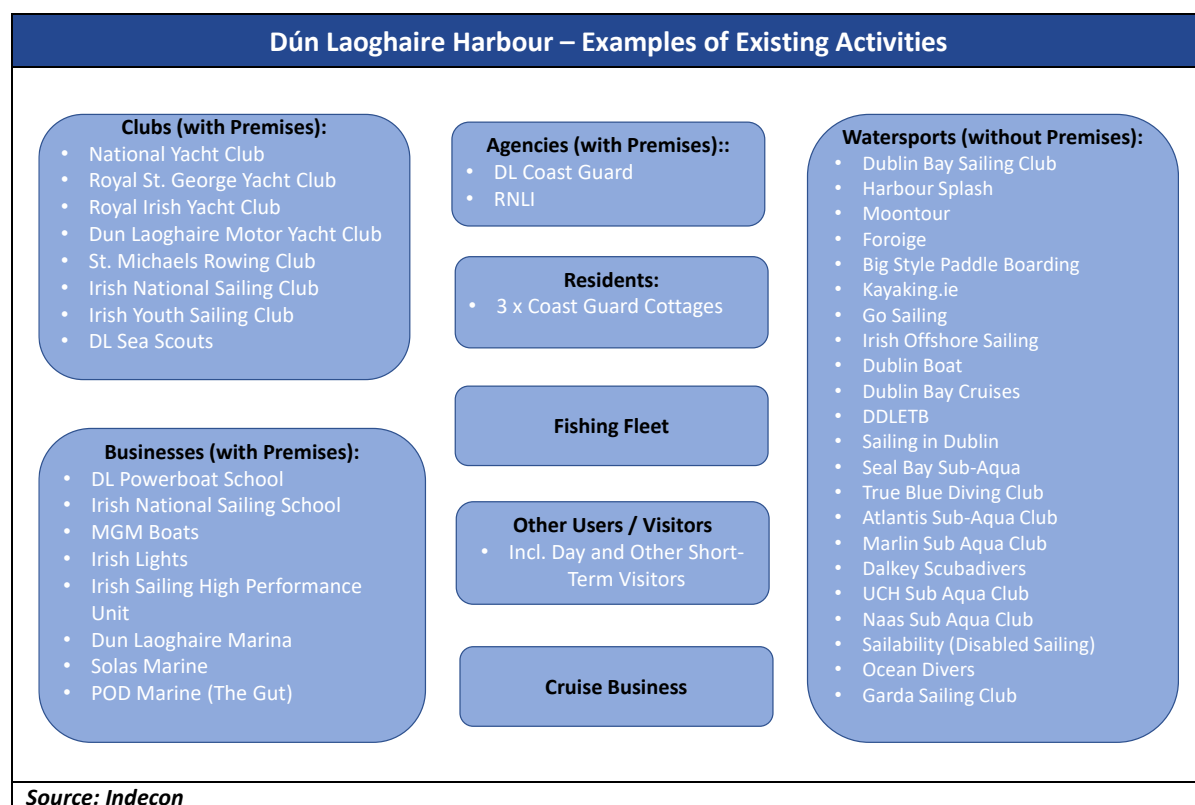 Dún Laoghaire Harbour – Examples of Existing Activities
Clubs (with Premises):
• National Yacht Club
• Royal St. George Yacht Club
• Royal Irish Yacht Club
• Dun Laoghaire Motor Yacht Club
• St. Michaels Rowing Club
• Irish National Sailing Club
• Irish Youth Sailing Club
• DL Sea Scouts
Businesses (with Premises):
• DL Powerboat School
• Irish National Sailing School
• MGM Boats
• Irish Lights
• Irish Sailing High Performance
Unit
• Dun Laoghaire Marina
• Solas Marine
• POD Marine (The Gut)
Agencies (with Premises)::
• DL Coast Guard
• RNLI
Residents:
• 3 x Coast Guard Cottages
Fishing Fleet
Other Users / Visitors
• Incl. Day and Other Short-
Term Visitors
Cruise Business
Watersports (without Premises):
• Dublin Bay Sailing Club
• Harbour Splash
• Moontour
• Foroige
• Big Style Paddle Boarding
• Kayaking.ie
• Go Sailing
• Irish Offshore Sailing
• Dublin Boat
• Dublin Bay Cruises
• DDLETB
• Sailing in Dublin
• Seal Bay Sub-Aqua
• True Blue Diving Club
• Atlantis Sub-Aqua Club
• Marlin Sub Aqua Club
• Dalkey Scubadivers
• UCH Sub Aqua Club
• Naas Sub Aqua Club
• Sailability (Disabled Sailing)
• Ocean Divers
• Garda Sailing Club
Source: Indecon